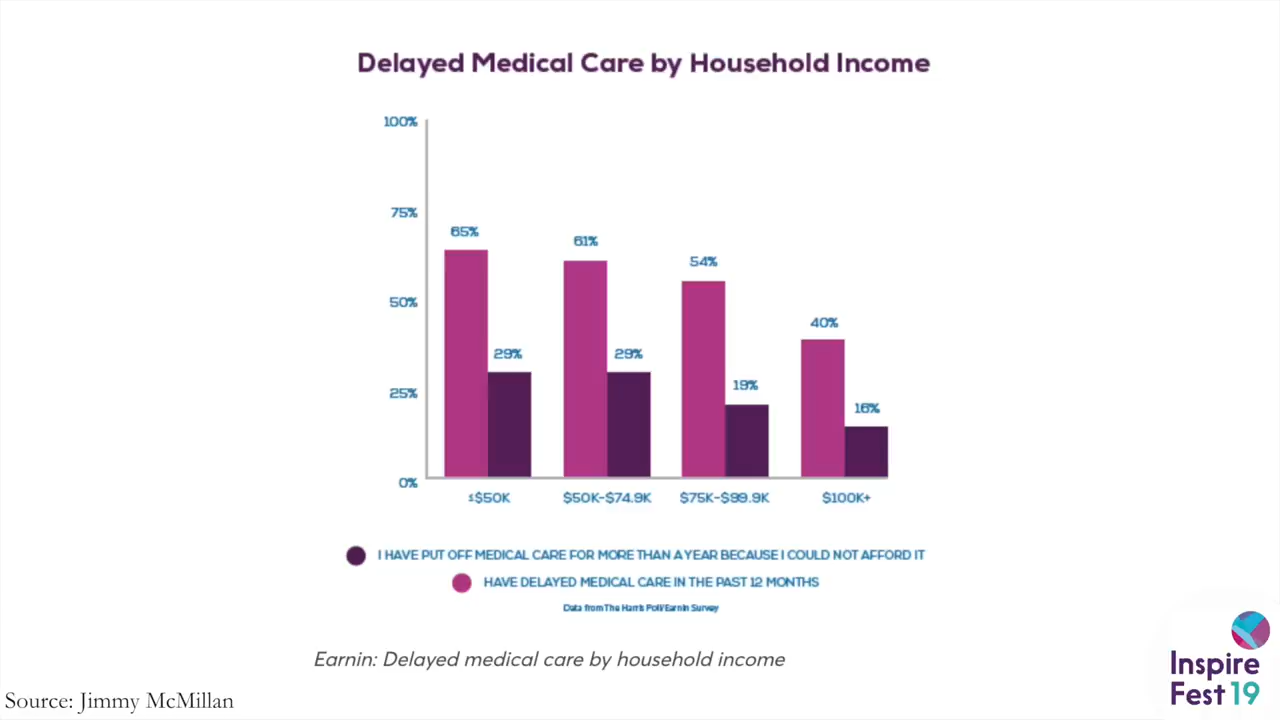 Delayed Medical Care by Household Income
100%
75%
50%
25%
0%
65%
29%
61%
29%
54%
19%
40%
16%
≤$50K
$50K-$74.9K
$75K-$99.9K
$100K+
I HAVE PUT OFF MEDICAL CARE FOR MORE THAN A YEAR BECAUSE I COULD NOT AFFORD IT
HAVE DELAYED MEDICAL CARE IN THE PAST 12 MONTHS
Data from The Harris Poll/Earnin Survey
Earnin: Delayed medical care by household income
Source: Jimmy McMillan
Inspire
Fest 19